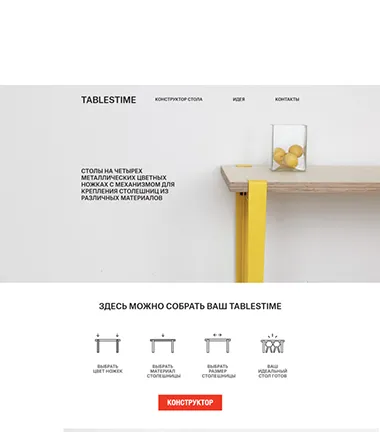 TABLESTIME
КОНСТРУКТОР СТОЛА
ИДЕЯ
КОНТАКТЫ
СТОЛЫ НА ЧЕТЫРЕХ
МЕТАЛЛИЧЕСКИХ ЦВЕТНЫХ
НОЖКАХ С МЕХАНИЗМОМ ДЛЯ
КРЕПЛЕНИЯ СТОЛЕШНИЦ ИЗ
РАЗЛИЧНЫХ МАТЕРИАЛОВ
ЗДЕСЬ МОЖНО СОБРАТЬ ВАШ TABLESTIME
ВЫБРАТЬ
ЦВЕТ НОЖЕК
ВЫБРАТЬ
МАТЕРИАЛ
СТОЛЕШНИЦЫ
ВЫБРАТЬ
РАЗМЕР
СТОЛЕШНИЦЫ
ВАШ
ИДЕАЛЬНЫЙ
СТОЛ ГОТОВ
КОНСТРУКТОР